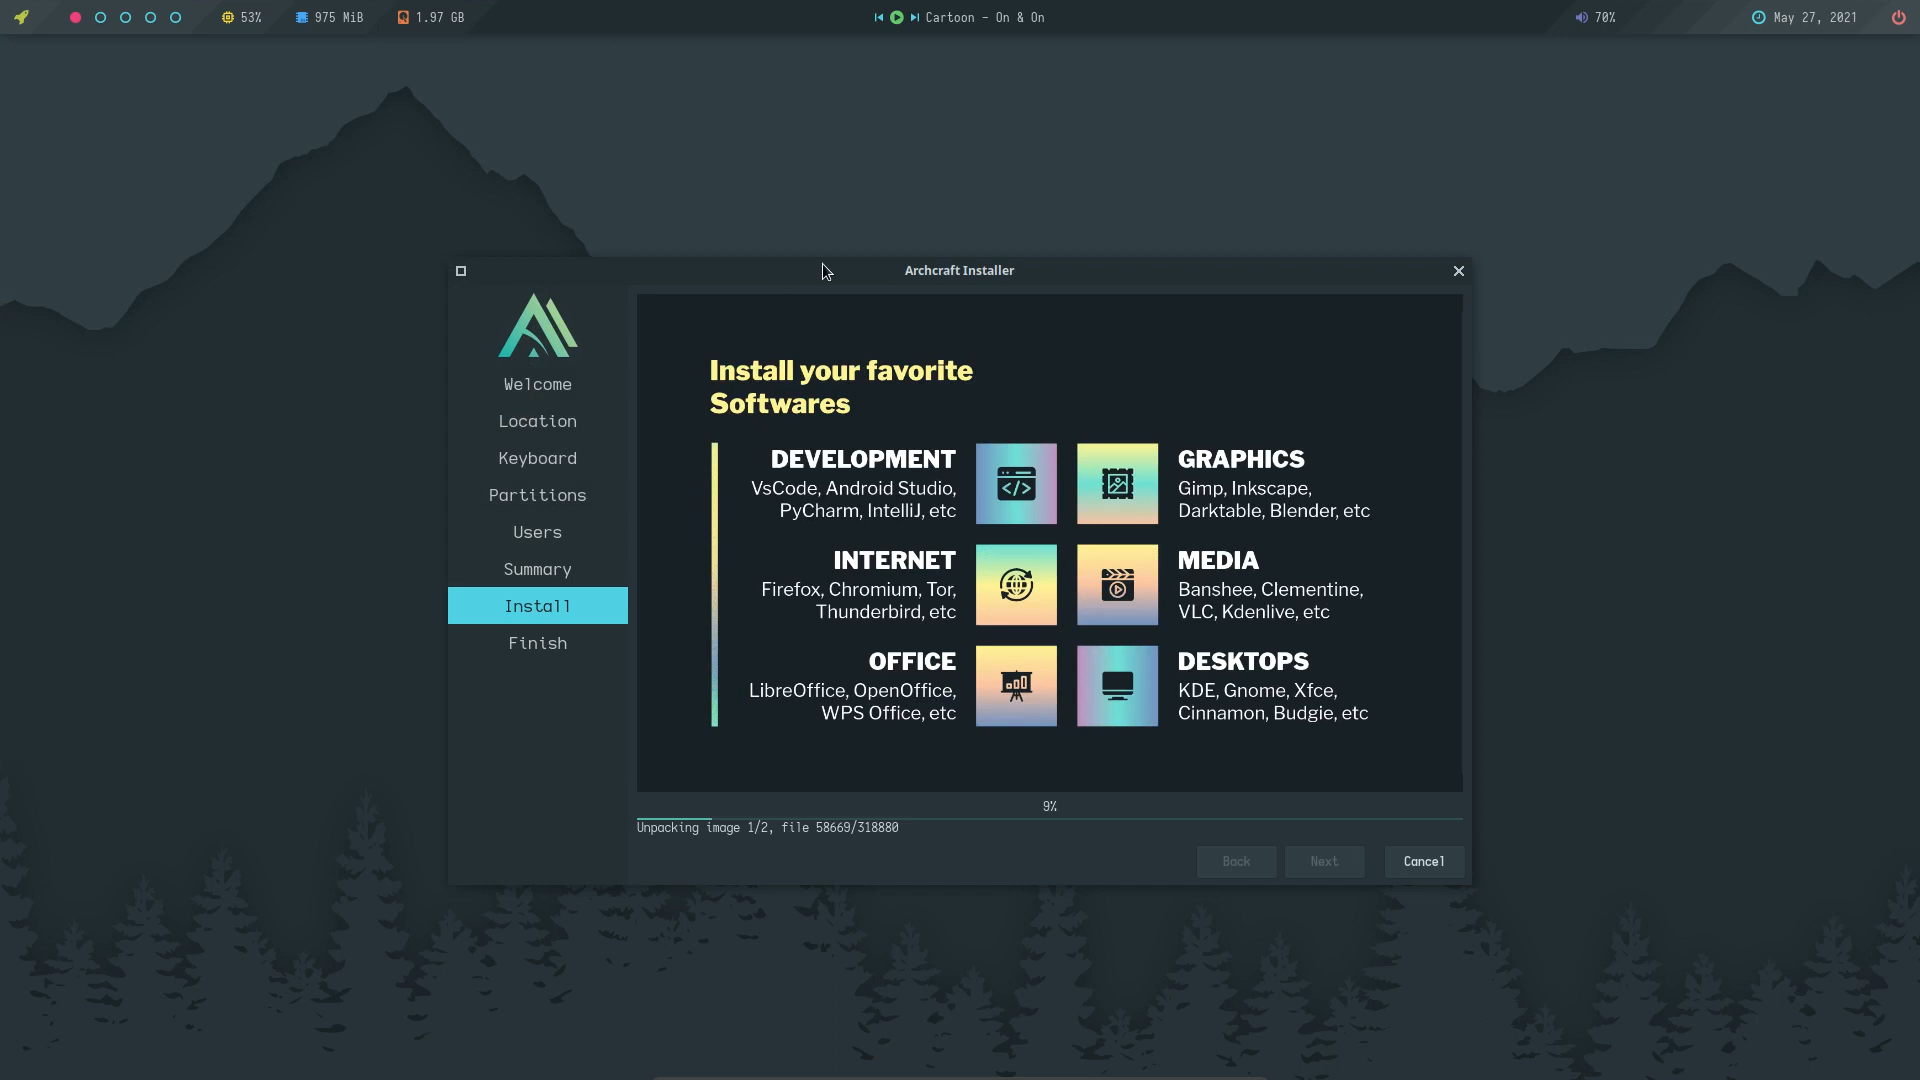 53%
975 MiB
1.97 GB
Cartoon - On & On
70%
May 27, 2021
Archcraft Installer
Welcome
Location
Keyboard
Partitions
Users
Summary
Install
Finish
Install your favorite
Softwares
DEVELOPMENT
VsCode, Android Studio,
PyCharm, IntelliJ, etc
GRAPHICS
Gimp, Inkscape,
Darktable, Blender, etc
INTERNET
Firefox, Chromium, Tor,
Thunderbird, etc
MEDIA
Banshee, Clementine,
VLC, Kdenlive, etc
OFFICE
LibreOffice, OpenOffice,
WPS Office, etc
DESKTOPS
KDE, Gnome, Xfce,
Cinnamon, Budgie, etc
9%
Unpacking image 1/2, file 58669/318880
Back
Next
Cancel